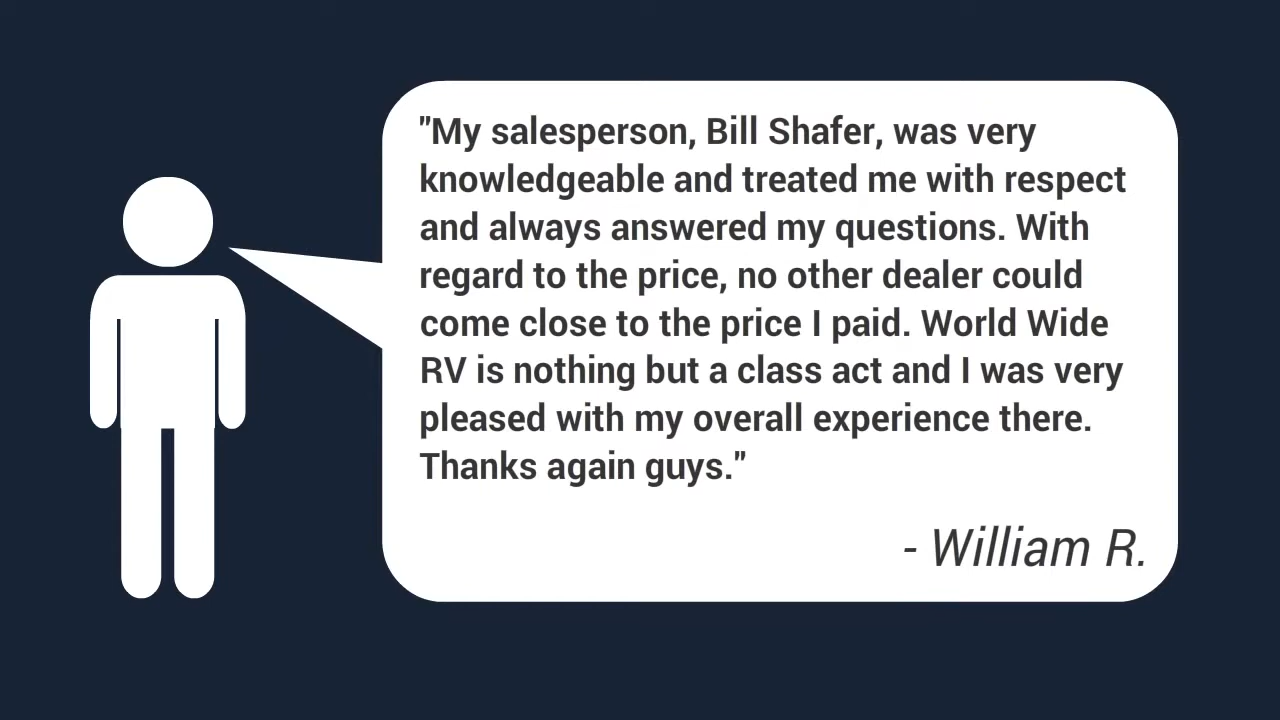 "My salesperson, Bill Shafer, was very
knowledgeable and treated me with respect
and always answered my questions. With
regard to the price, no other dealer could
come close to the price I paid. World Wide
RV is nothing but a class act and I was very
pleased with my overall experience there.
Thanks again guys."
- William R.